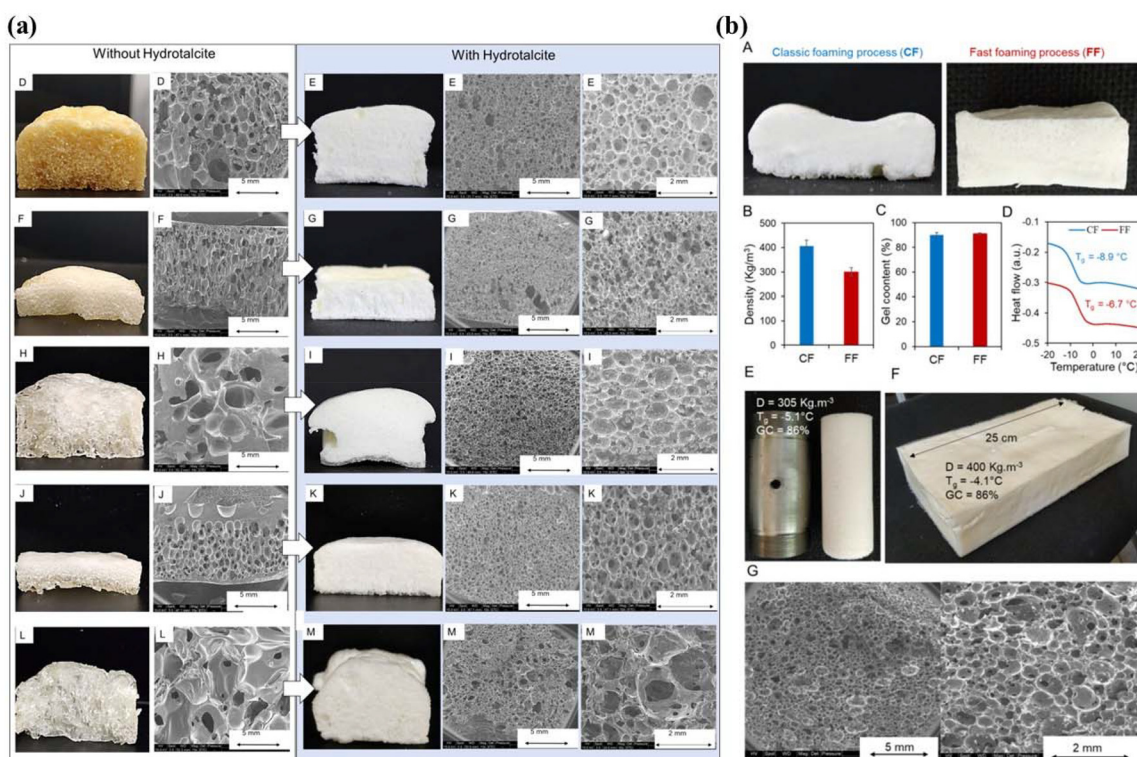 (a)
(b)
Without Hydrotalcite
With Hydrotalcite
D
D
5 mm
E
E
5 mm
E
2 mm
F
F
5 mm
G
G
5 mm
G
2 mm
H
H
5 mm
I
I
5 mm
I
2 mm
J
J
5 mm
K
K
5 mm
K
2 mm
L
L
5 mm
M
M
5 mm
M
2 mm
A
Classic foaming process (CF)
Fast foaming process (FF)
B
Density (Kg/m³)
500
400
300
200
100
0
CF
FF
C
Gel coontent (%)
100
80
60
40
20
0
CF
FF
D
Heat flow (a.u.)
-0.1
-0.2
-0.3
-0.4
-0.5
CF
FF
Tg = -8.9 °C
Tg = -6.7 °C
-20
-10
0
10
Temperature (°C)
E
D = 305 Kg.m⁻³
Tg = -5.1°C
GC = 86%
F
25 cm
D = 400 Kg.m⁻³
Tg = -4.1°C
GC = 86%
G
5 mm
2 mm